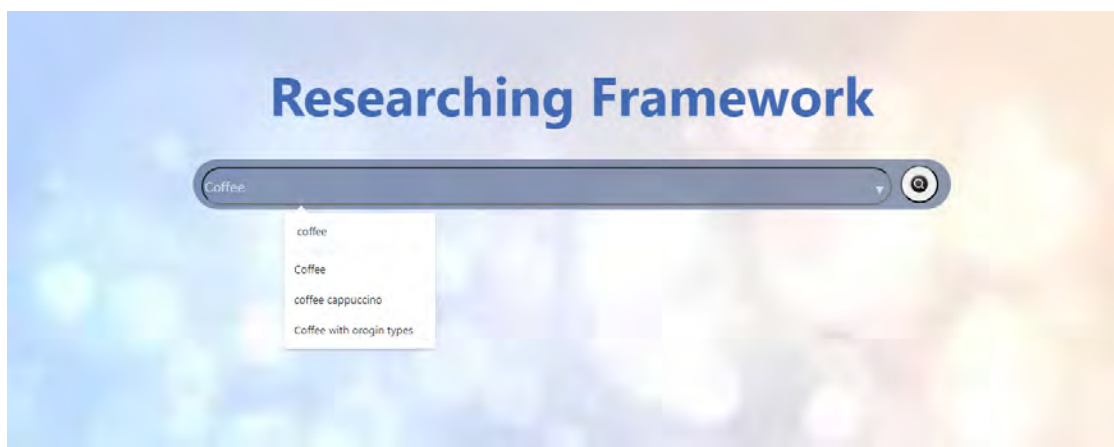 Researching Framework
Coffee
coffee
Coffee
coffee cappuccino
Coffee with orogin types